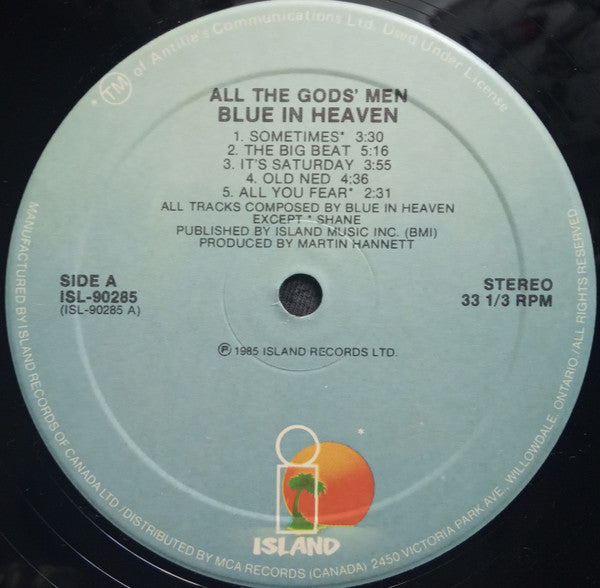 TM of Antilles Communications Ltd. Used Under License
ALL THE GODS' MEN
BLUE IN HEAVEN
1. SOMETIMES* 3:30
2. THE BIG BEAT 5:16
3. IT'S SATURDAY 3:55
4. OLD NED 4:36
5. ALL YOU FEAR* 2:31
ALL TRACKS COMPOSED BY BLUE IN HEAVEN
EXCEPT * SHANE
PUBLISHED BY ISLAND MUSIC INC. (BMI)
PRODUCED BY MARTIN HANNETT
SIDE A
ISL-90285
(ISL-90285 A)
STEREO
33 1/3 RPM
℗ 1985 ISLAND RECORDS LTD.
i
ISLAND
MANUFACTURED BY ISLAND RECORDS OF CANADA LTD / DISTRIBUTED BY MCA RECORDS (CANADA) 2450 VICTORIA PARK AVE, WILLOWDALE, ONTARIO / ALL RIGHTS RESERVED